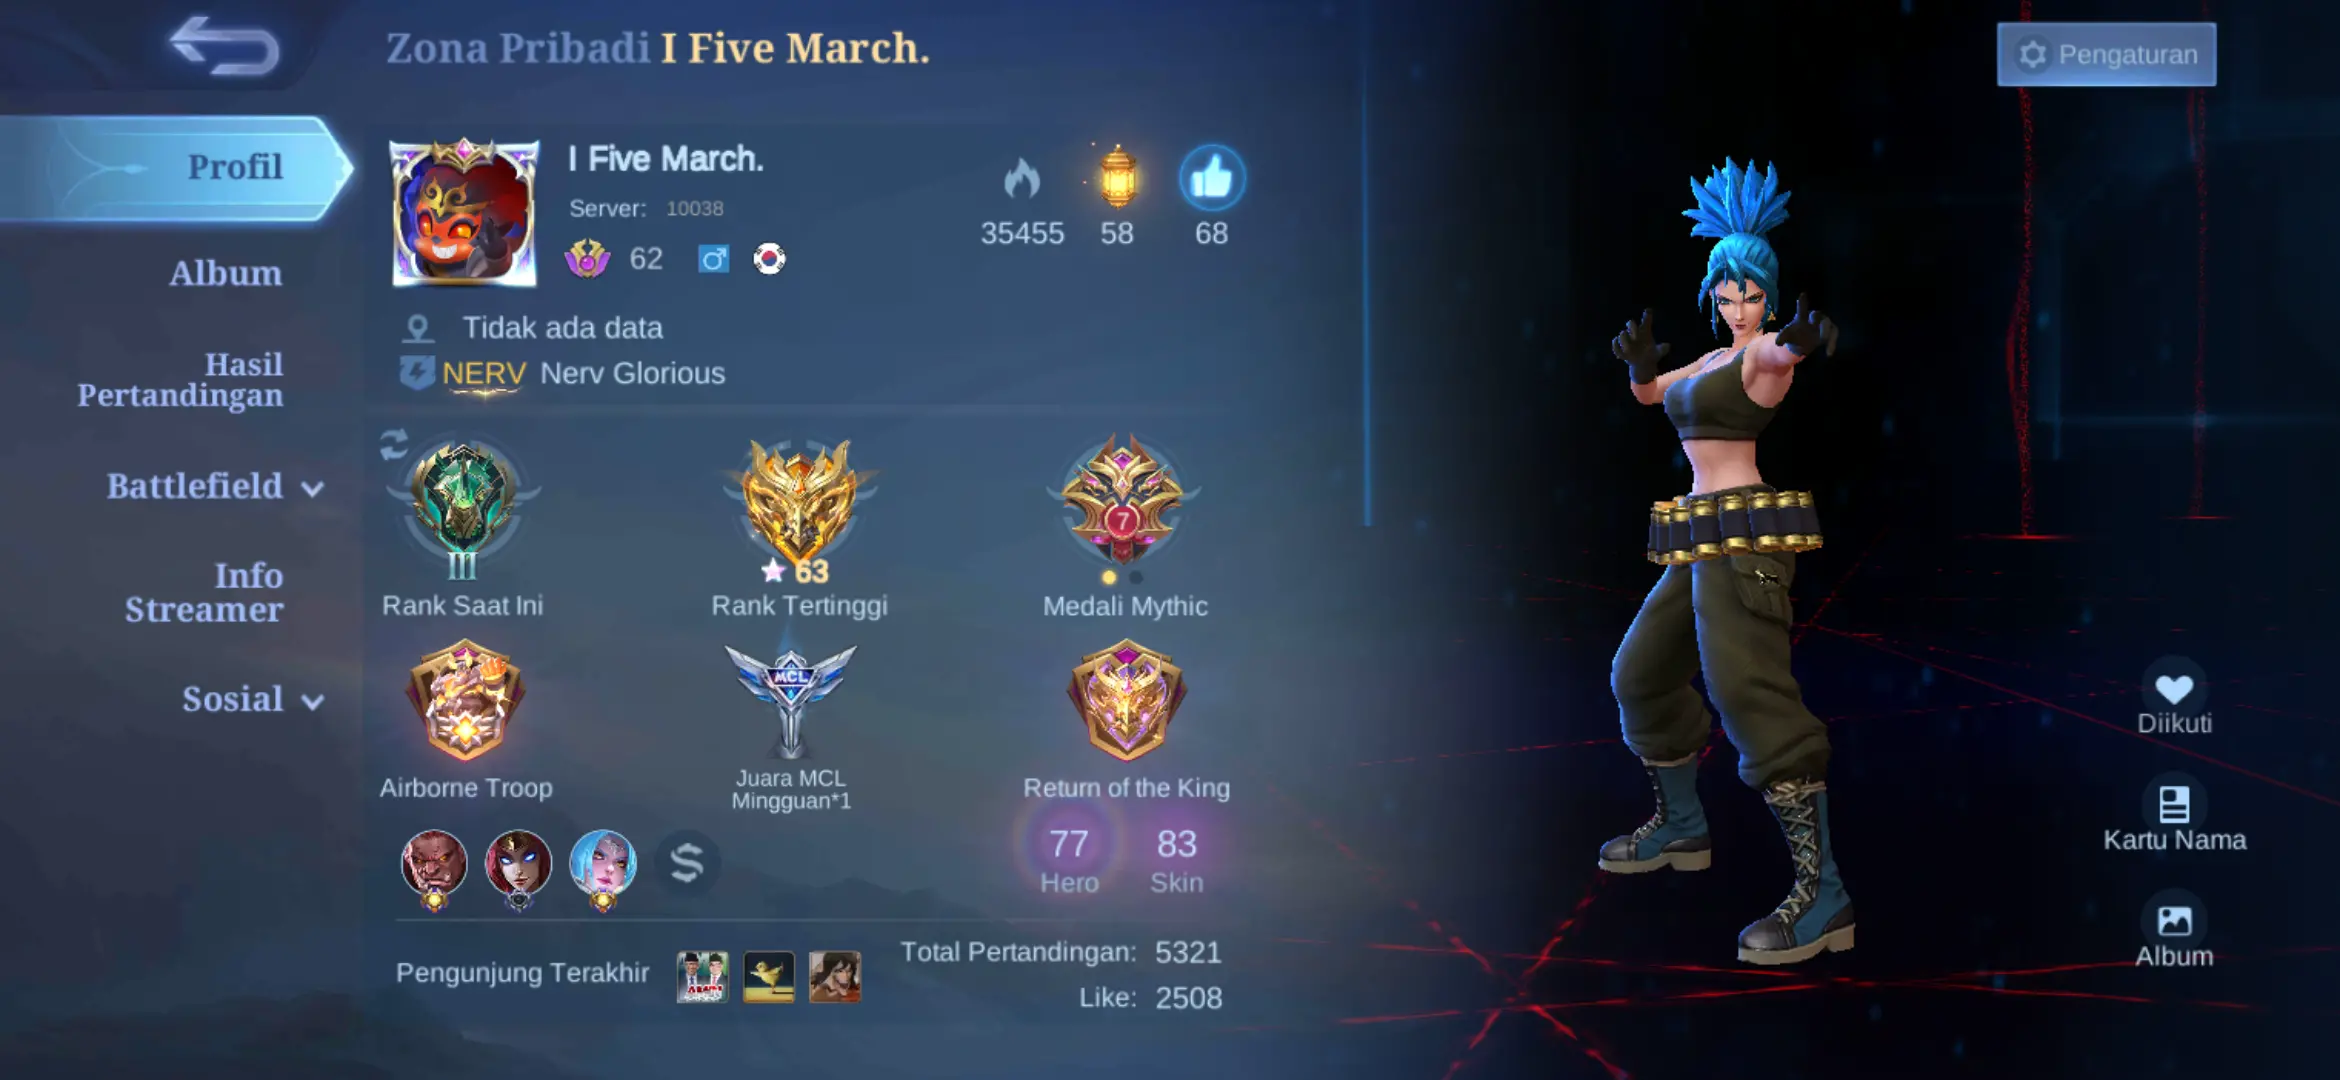 Zona Pribadi I Five March.
Pengaturan
Profil
Album
Hasil
Pertandingan
Battlefield
Info
Streamer
Sosial
I Five March.
Server: 10038
62
35455
58
68
Tidak ada data
NERV Nerv Glorious
III
63
7
Rank Saat Ini
Rank Tertinggi
Medali Mythic
MCL
Airborne Troop
Juara MCL
Mingguan*1
Return of the King
77
Hero
83
Skin
Pengunjung Terakhir
Total Pertandingan: 5321
Like: 2508
Diikuti
Kartu Nama
Album